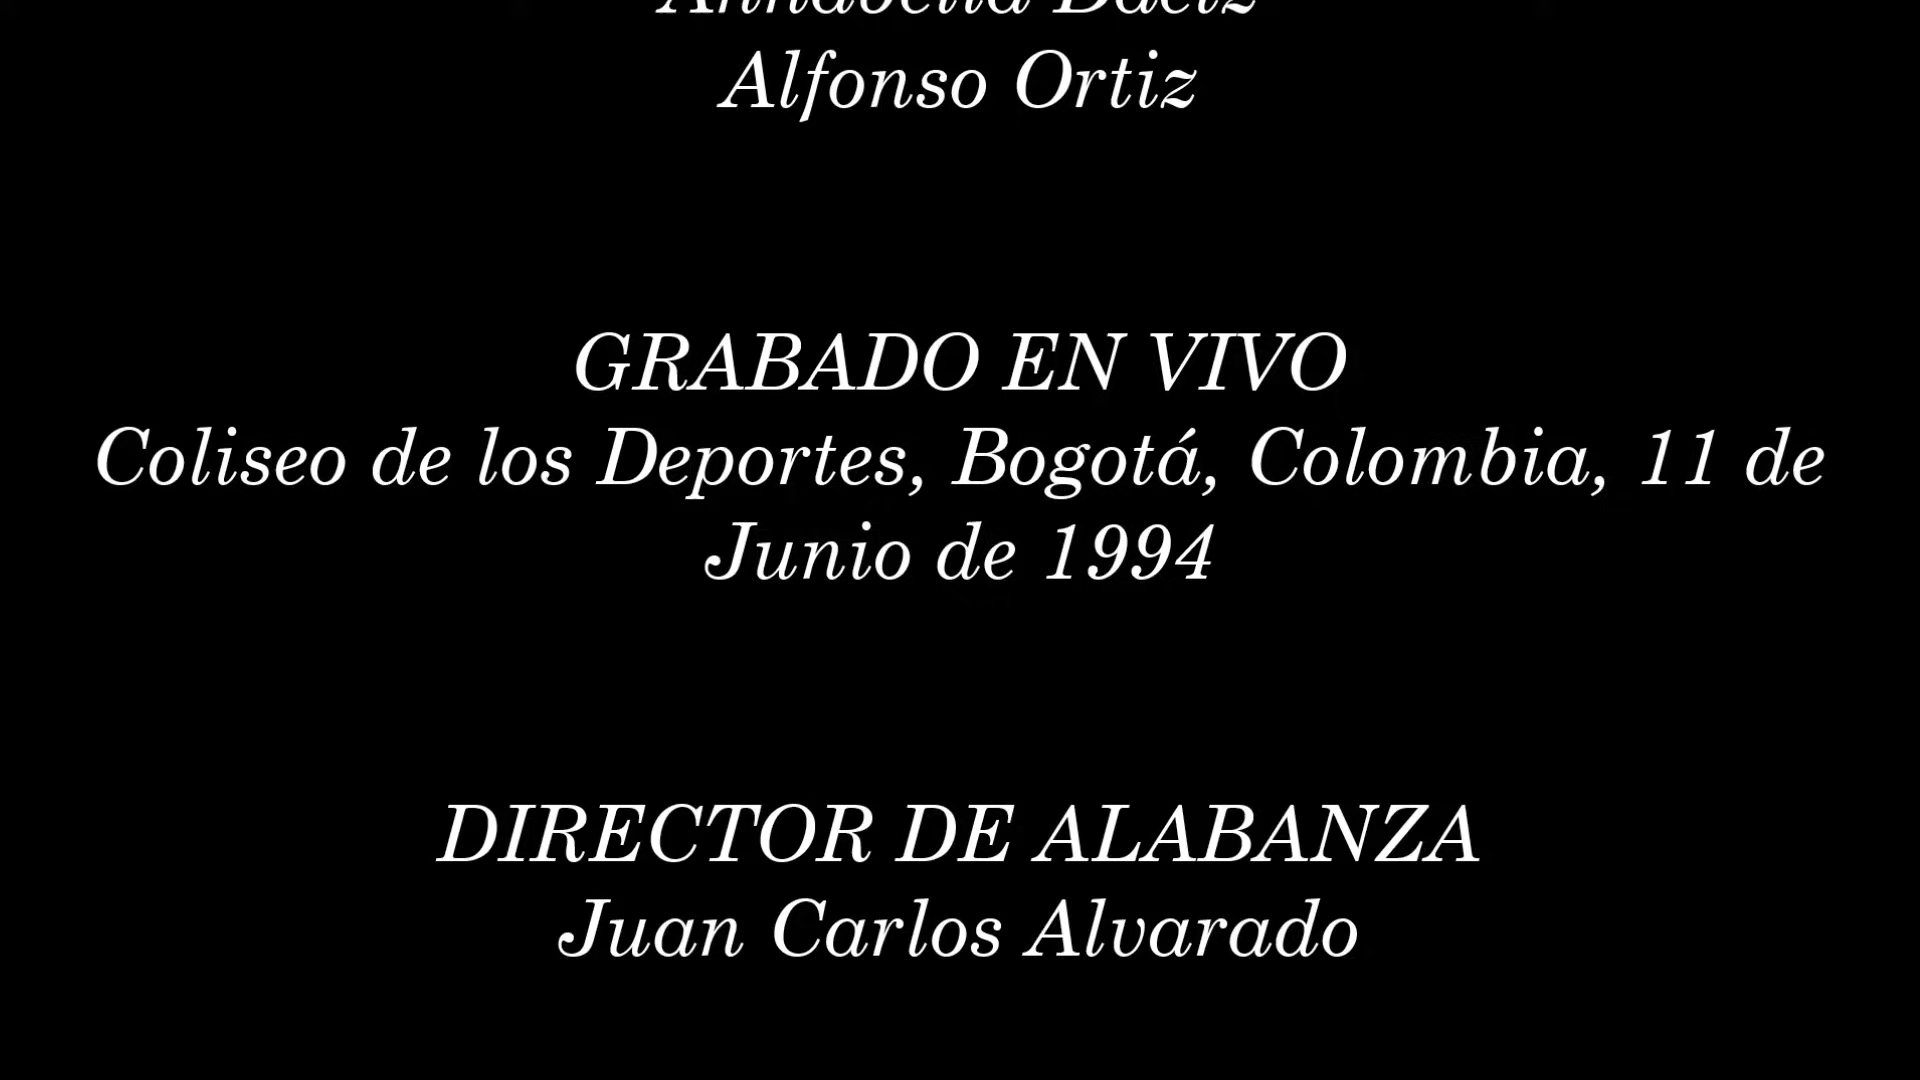 Alfonso Ortiz
GRABADO EN VIVO
Coliseo de los Deportes, Bogotá, Colombia, 11 de
Junio de 1994
DIRECTOR DE ALABANZA
Juan Carlos Alvarado